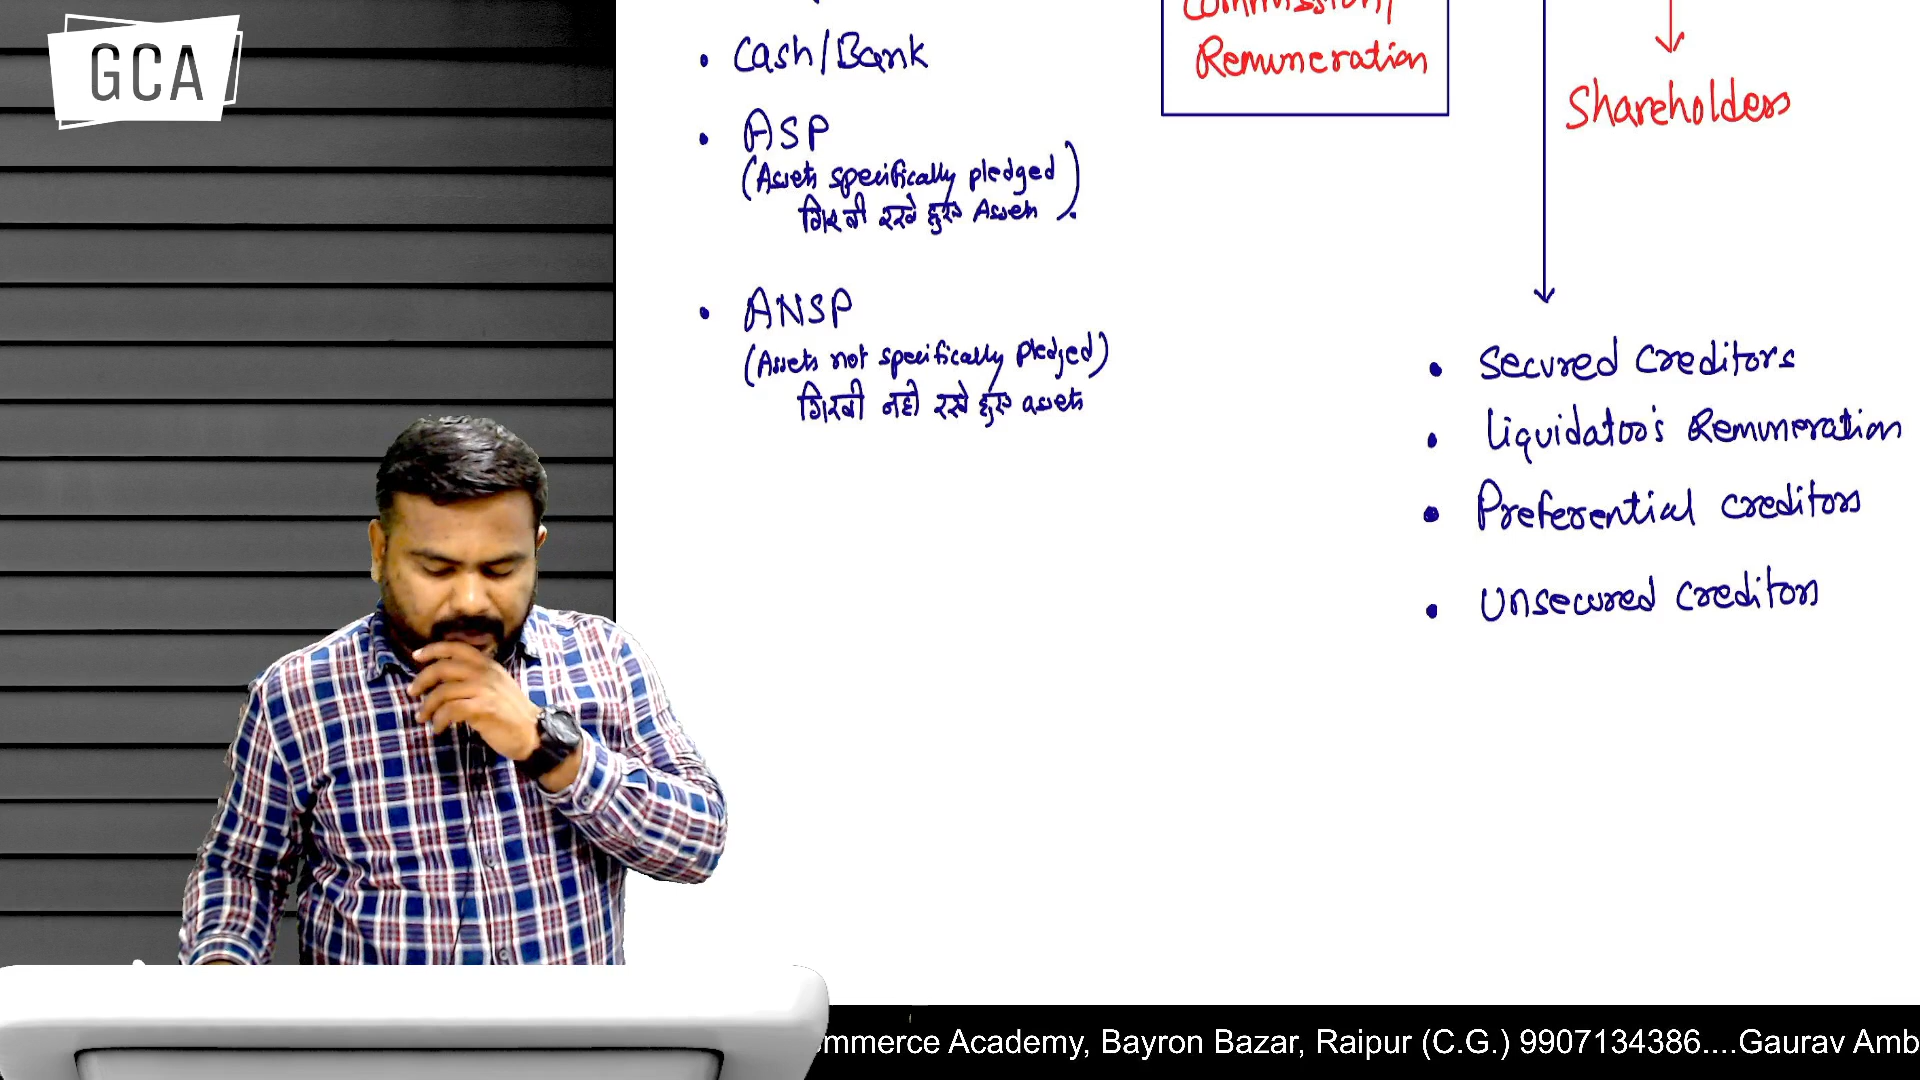 GCA
• Cash/Bank
• ASP
(Assets specifically pledged
गिरवी रखे हुए Assets).
• ANSP
(Assets not specifically pledged)
गिरवी नहीं रखे हुए assets
Commission/
Remuneration
Shareholders
• Secured Creditors
• Liquidator's Remuneration
• Preferential Creditors
• Unsecured Creditors
mmerce Academy, Bayron Bazar, Raipur (C.G.) 9907134386....Gaurav Amb